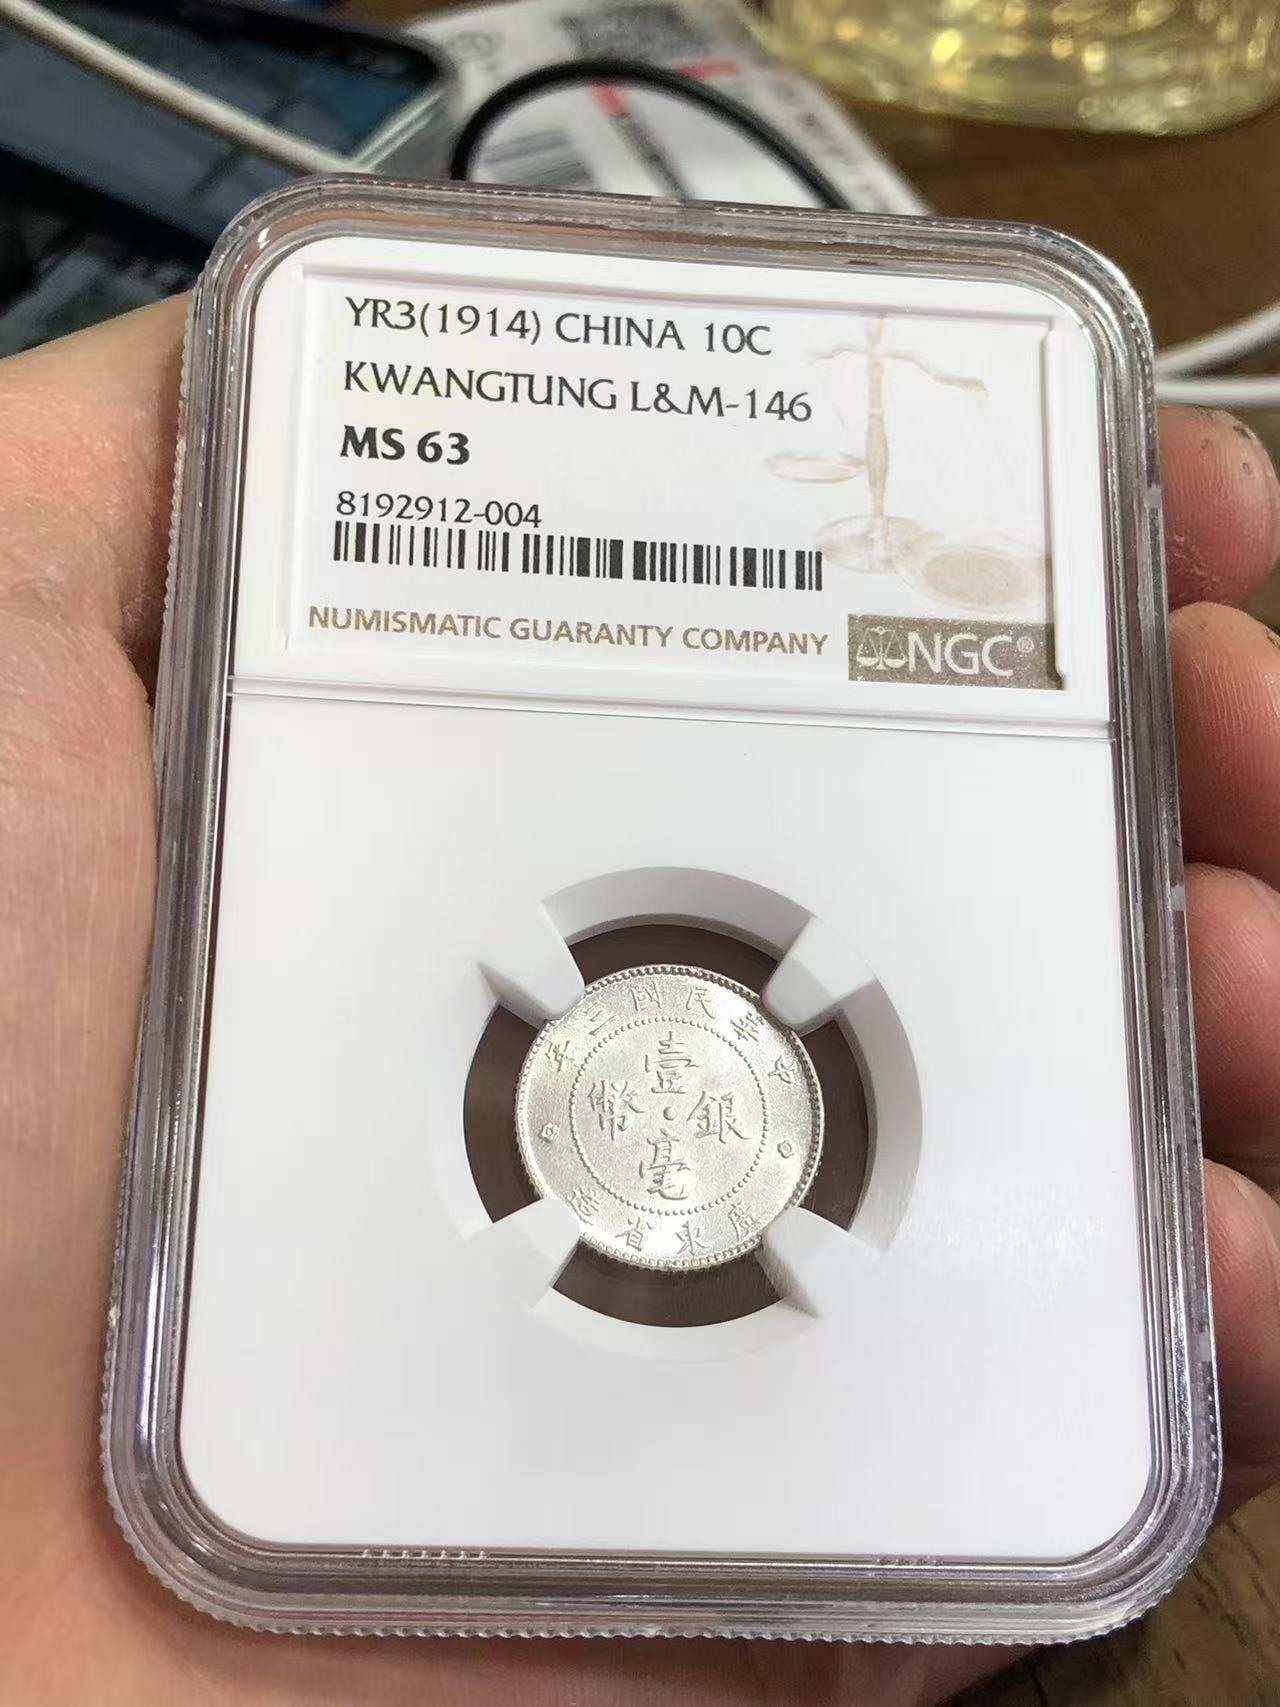 YR3(1914) CHINA 10C
KWANGTUNG L&M-146
MS 63
8192912-004
NUMISMATIC GUARANTY COMPANY
NGC®
年三國民華中
壹
幣銀
毫
造省東廣